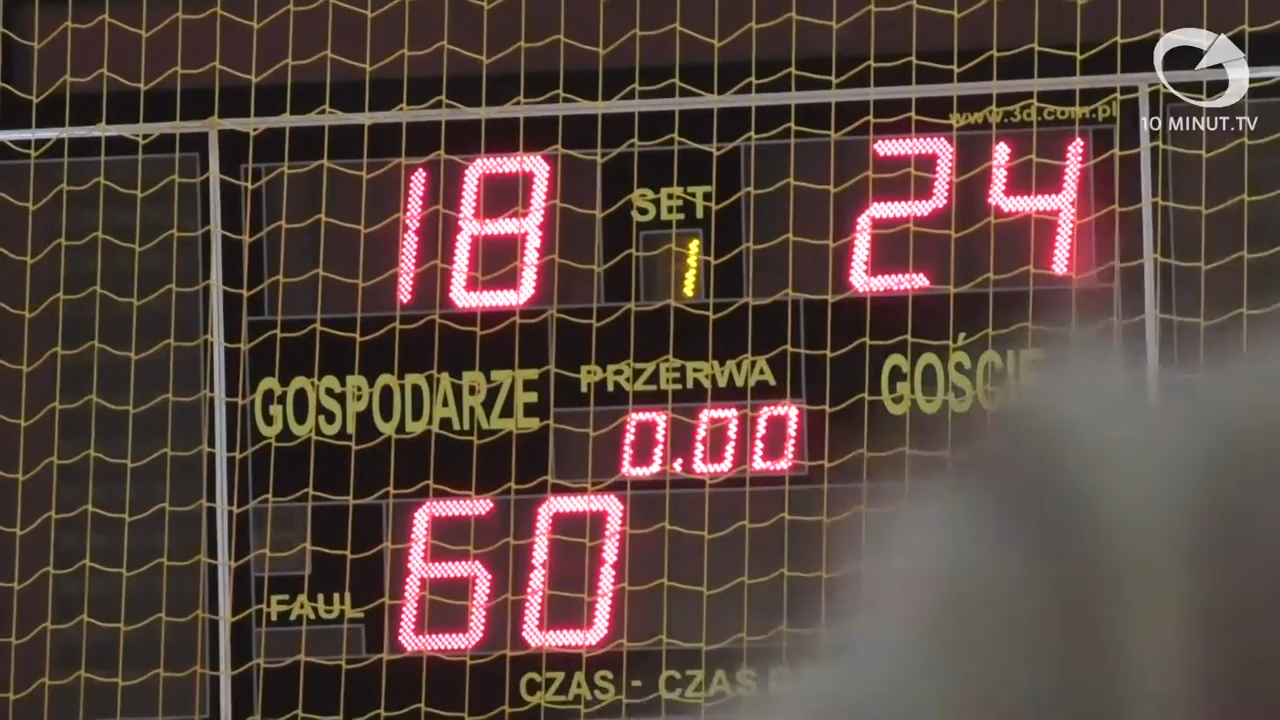 10 MINUT.TV
www.3d.com.pl
18 SET 24
1
GOSPODARZE PRZERWA
0.00
60
FAUL
CZAS - CZAS